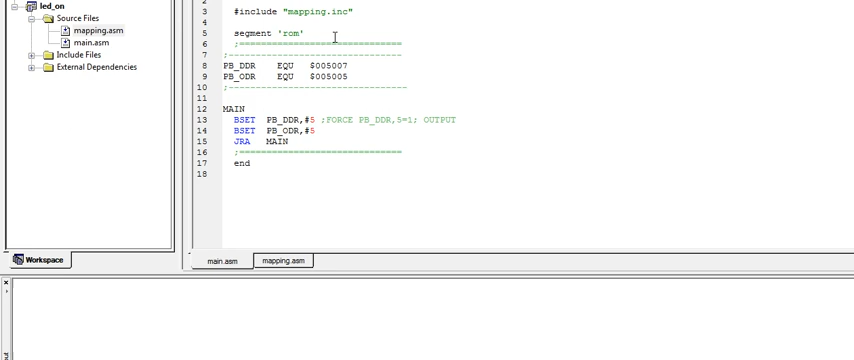 led_on
Source Files
mapping.asm
main.asm
Include Files
External Dependencies
Workspace
2
3 #include "mapping.inc"
4
5 segment 'rom'
6 ;==============================
7 ;--------------------------------
8 PB_DDR EQU $005007
9 PB_ODR EQU $005005
10 ;---------------------------------
11
12 MAIN
13 BSET PB_DDR,#5 ;FORCE PB_DDR,5=1; OUTPUT
14 BSET PB_ODR,#5
15 JRA MAIN
16 ;==============================
17 end
18
main.asm mapping.asm